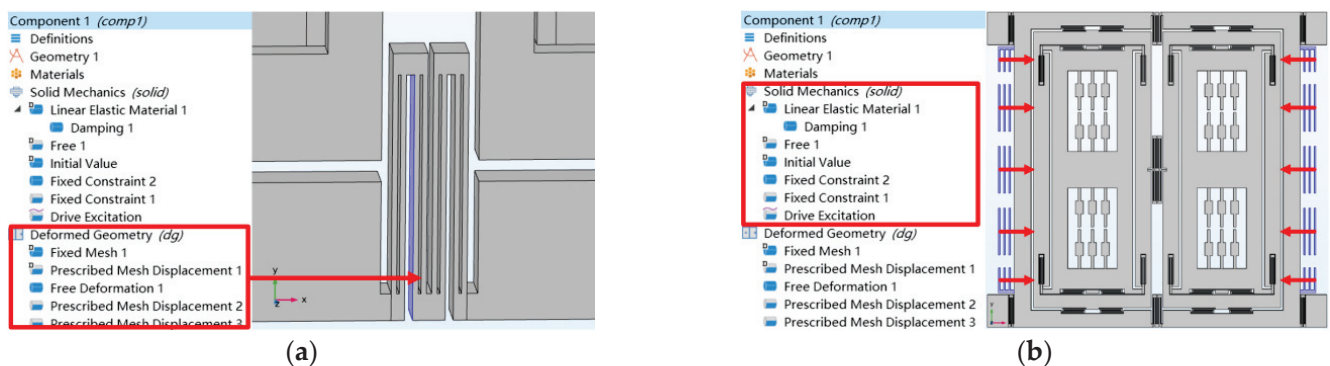 Component 1 (comp1)
Definitions
Geometry 1
Materials
Solid Mechanics (solid)
Linear Elastic Material 1
Damping 1
Free 1
Initial Value
Fixed Constraint 2
Fixed Constraint 1
Drive Excitation
Deformed Geometry (dg)
Fixed Mesh 1
Prescribed Mesh Displacement 1
Free Deformation 1
Prescribed Mesh Displacement 2
Prescribed Mesh Displacement 3
y
z x
(a)
Component 1 (comp1)
Definitions
Geometry 1
Materials
Solid Mechanics (solid)
Linear Elastic Material 1
Damping 1
Free 1
Initial Value
Fixed Constraint 2
Fixed Constraint 1
Drive Excitation
Deformed Geometry (dg)
Fixed Mesh 1
Prescribed Mesh Displacement 1
Free Deformation 1
Prescribed Mesh Displacement 2
Prescribed Mesh Displacement 3
(b)